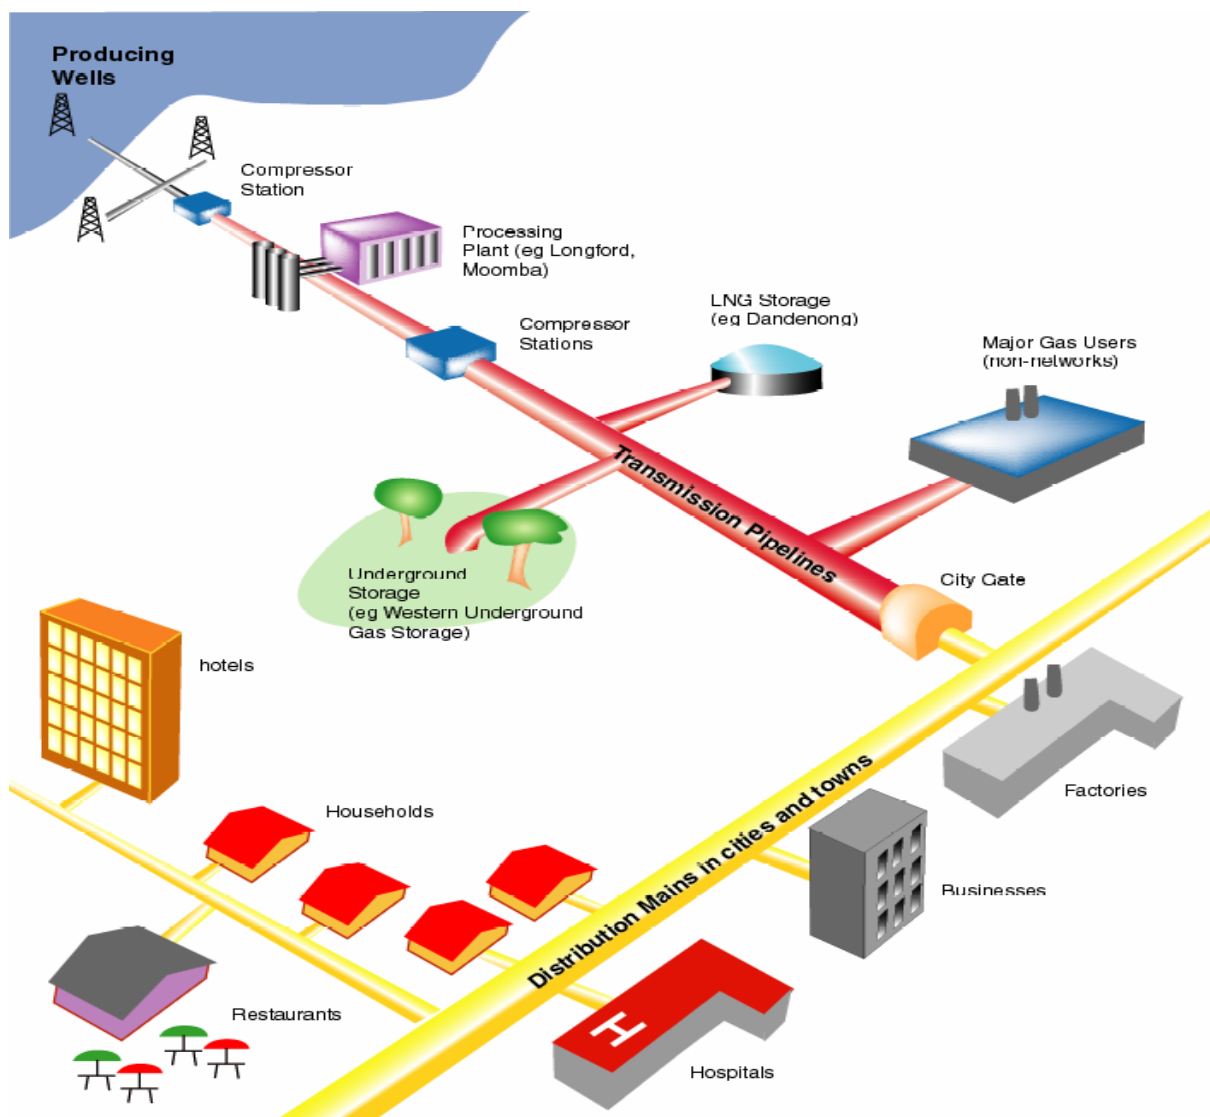 Producing
Wells
Compressor
Station
Processing
Plant (eg Longford,
Moomba)
LNG Storage
(eg Dandenong)
Compressor
Stations
Major Gas Users
(non-networks)
Transmission Pipelines
City Gate
Underground
Storage
(eg Western Underground
Gas Storage)
hotels
Factories
Households
Distribution Mains in cities and towns
Businesses
Restaurants
H
Hospitals